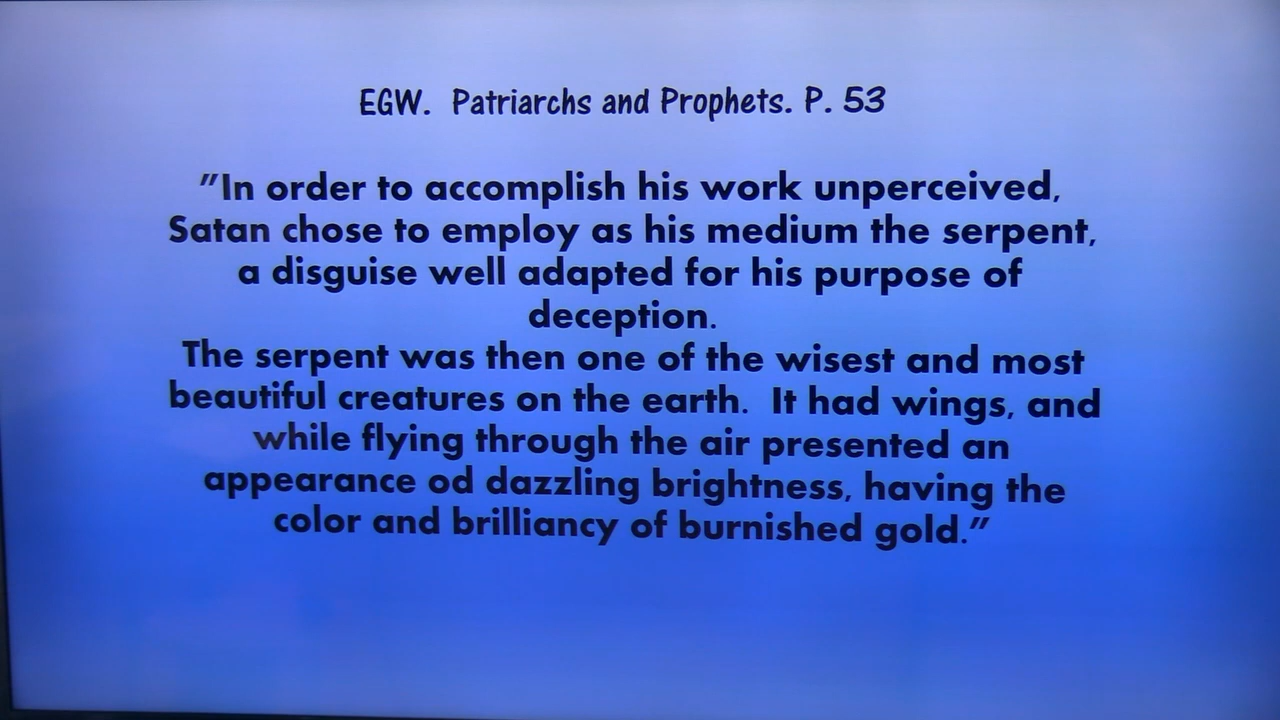 EGW.  Patriarchs and Prophets. P. 53
"In order to accomplish his work unperceived,
Satan chose to employ as his medium the serpent,
a disguise well adapted for his purpose of
deception.
The serpent was then one of the wisest and most
beautiful creatures on the earth.  It had wings, and
while flying through the air presented an
appearance od dazzling brightness, having the
color and brilliancy of burnished gold."